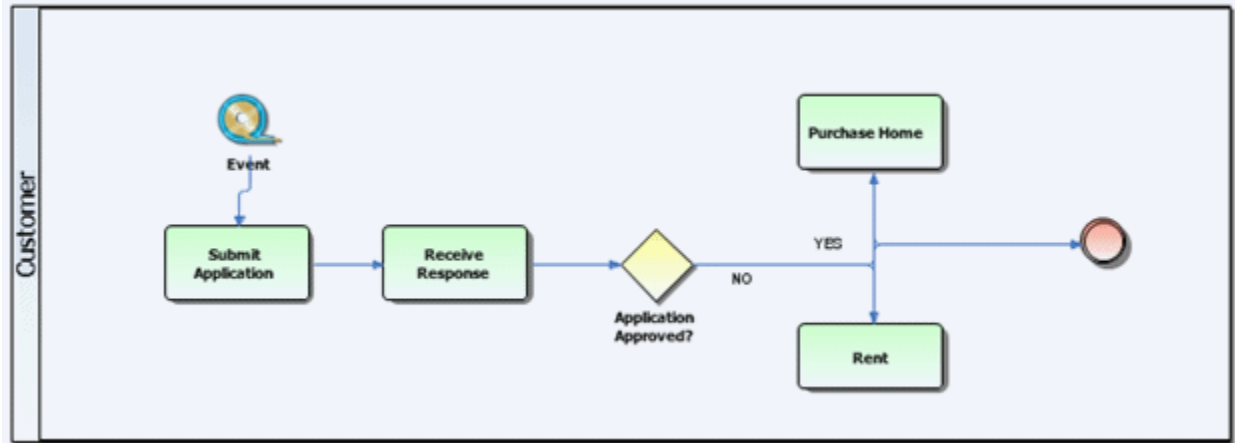 Customer
Event
Submit
Application
Receive
Response
Application
Approved?
NO
YES
Purchase Home
Rent